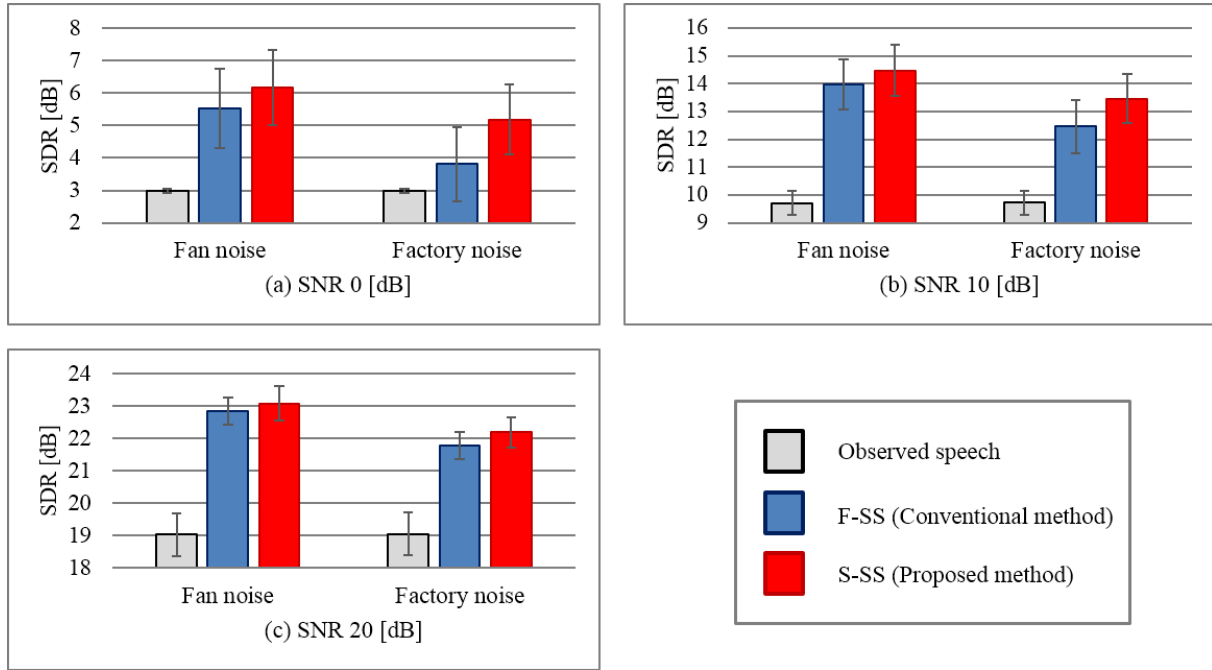 8
7
6
5
4
3
2
SDR [dB]
Fan noise
Factory noise
(a) SNR 0 [dB]
16
15
14
13
12
11
10
9
SDR [dB]
Fan noise
Factory noise
(b) SNR 10 [dB]
24
23
22
21
20
19
18
SDR [dB]
Fan noise
Factory noise
(c) SNR 20 [dB]
Observed speech
F-SS (Conventional method)
S-SS (Proposed method)